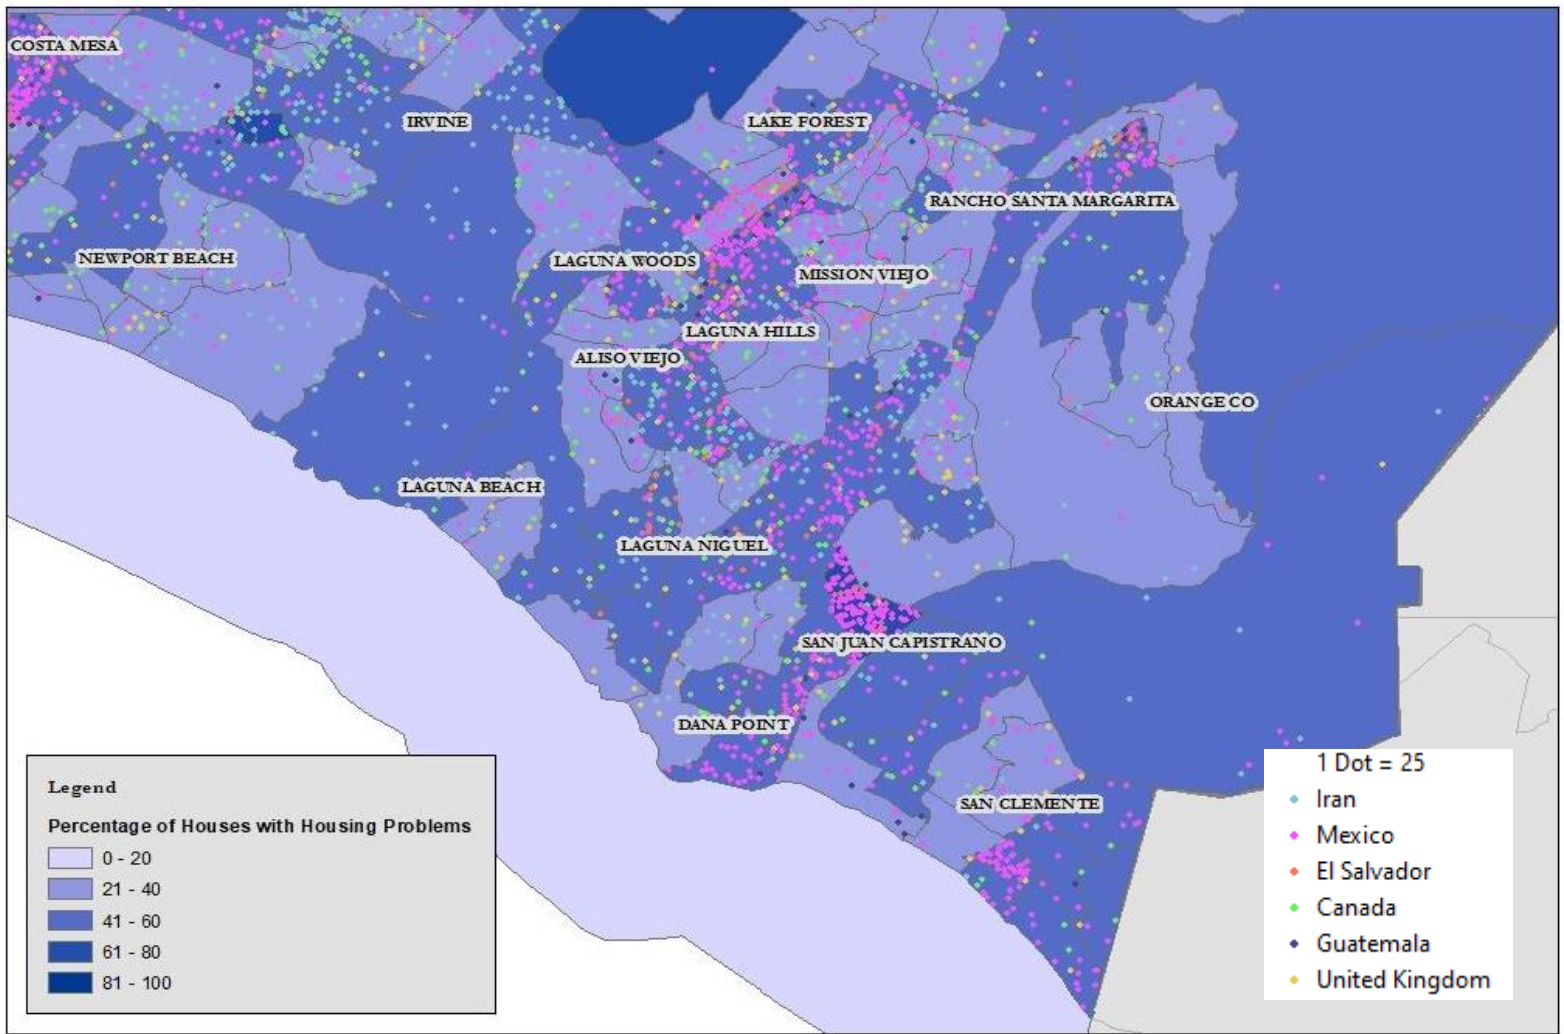 COSTA MESA
IRVINE
LAKE FOREST
RANCHO SANTA MARGARITA
NEWPORT BEACH
LAGUNA WOODS
MISSION VIEJO
LAGUNA HILLS
ALISO VIEJO
ORANGE CO
LAGUNA BEACH
LAGUNA NIGUEL
SAN JUAN CAPISTRANO
DANA POINT
SAN CLEMENTE
Legend
Percentage of Houses with Housing Problems
0 - 20
21 - 40
41 - 60
61 - 80
81 - 100
1 Dot = 25
Iran
Mexico
El Salvador
Canada
Guatemala
United Kingdom